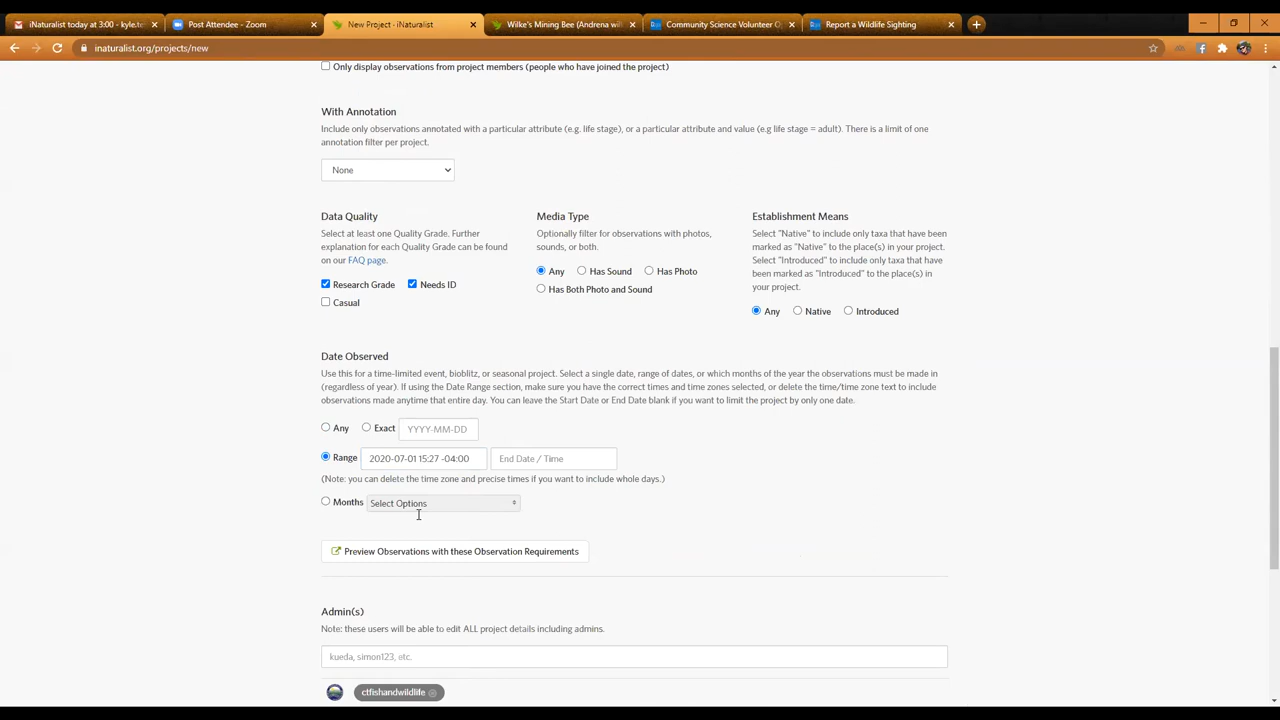 iNaturalist today at 3:00 - kyle.te
Post Attendee - Zoom
New Project · iNaturalist
Wilke's Mining Bee (Andrena wil
Community Science Volunteer Op
Report a Wildlife Sighting
inaturalist.org/projects/new
Only display observations from project members (people who have joined the project)
With Annotation
Include only observations annotated with a particular attribute (e.g. life stage), or a particular attribute and value (e.g life stage = adult). There is a limit of one
annotation filter per project.
None
Data Quality
Select at least one Quality Grade. Further
explanation for each Quality Grade can be found
on our FAQ page.
Research Grade
Needs ID
Casual
Media Type
Optionally filter for observations with photos,
sounds, or both.
Any
Has Sound
Has Photo
Has Both Photo and Sound
Establishment Means
Select "Native" to include only taxa that have been
marked as "Native" to the place(s) in your project.
Select "Introduced" to include only taxa that have
been marked as "Introduced" to the place(s) in
your project.
Any
Native
Introduced
Date Observed
Use this for a time-limited event, bioblitz, or seasonal project. Select a single date, range of dates, or which months of the year the observations must be made in
(regardless of year). If using the Date Range section, make sure you have the correct times and time zones selected, or delete the time/time zone text to include
observations made anytime that entire day. You can leave the Start Date or End Date blank if you want to limit the project by only one date.
Any
Exact
YYYY-MM-DD
Range
2020-07-01 15:27 -04:00
End Date / Time
(Note: you can delete the time zone and precise times if you want to include whole days.)
Months
Select Options
Preview Observations with these Observation Requirements
Admin(s)
Note: these users will be able to edit ALL project details including admins.
kueda, simon123, etc.
ctfishandwildlife